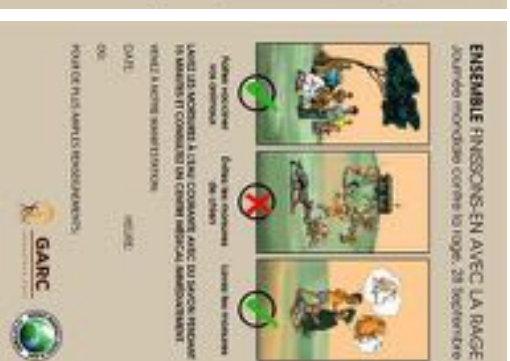 ENSEMBLE FINISSONS-EN AVEC LA RAGE
Journée mondiale contre la rage, 28 Septembre
Faites vacciner
vos animaux
Évitez les morsures
de chien
Lavez les morsures
LAVEZ LES MORSURES À L'EAU COURANTE AVEC DU SAVON PENDANT
15 MINUTES ET CONSULTEZ UN CENTRE MÉDICAL IMMÉDIATEMENT
VENEZ À NOTRE MANIFESTATION:
DATE: HEURE:
OÙ:
POUR DE PLUS AMPLES RENSEIGNEMENTS:
GARC